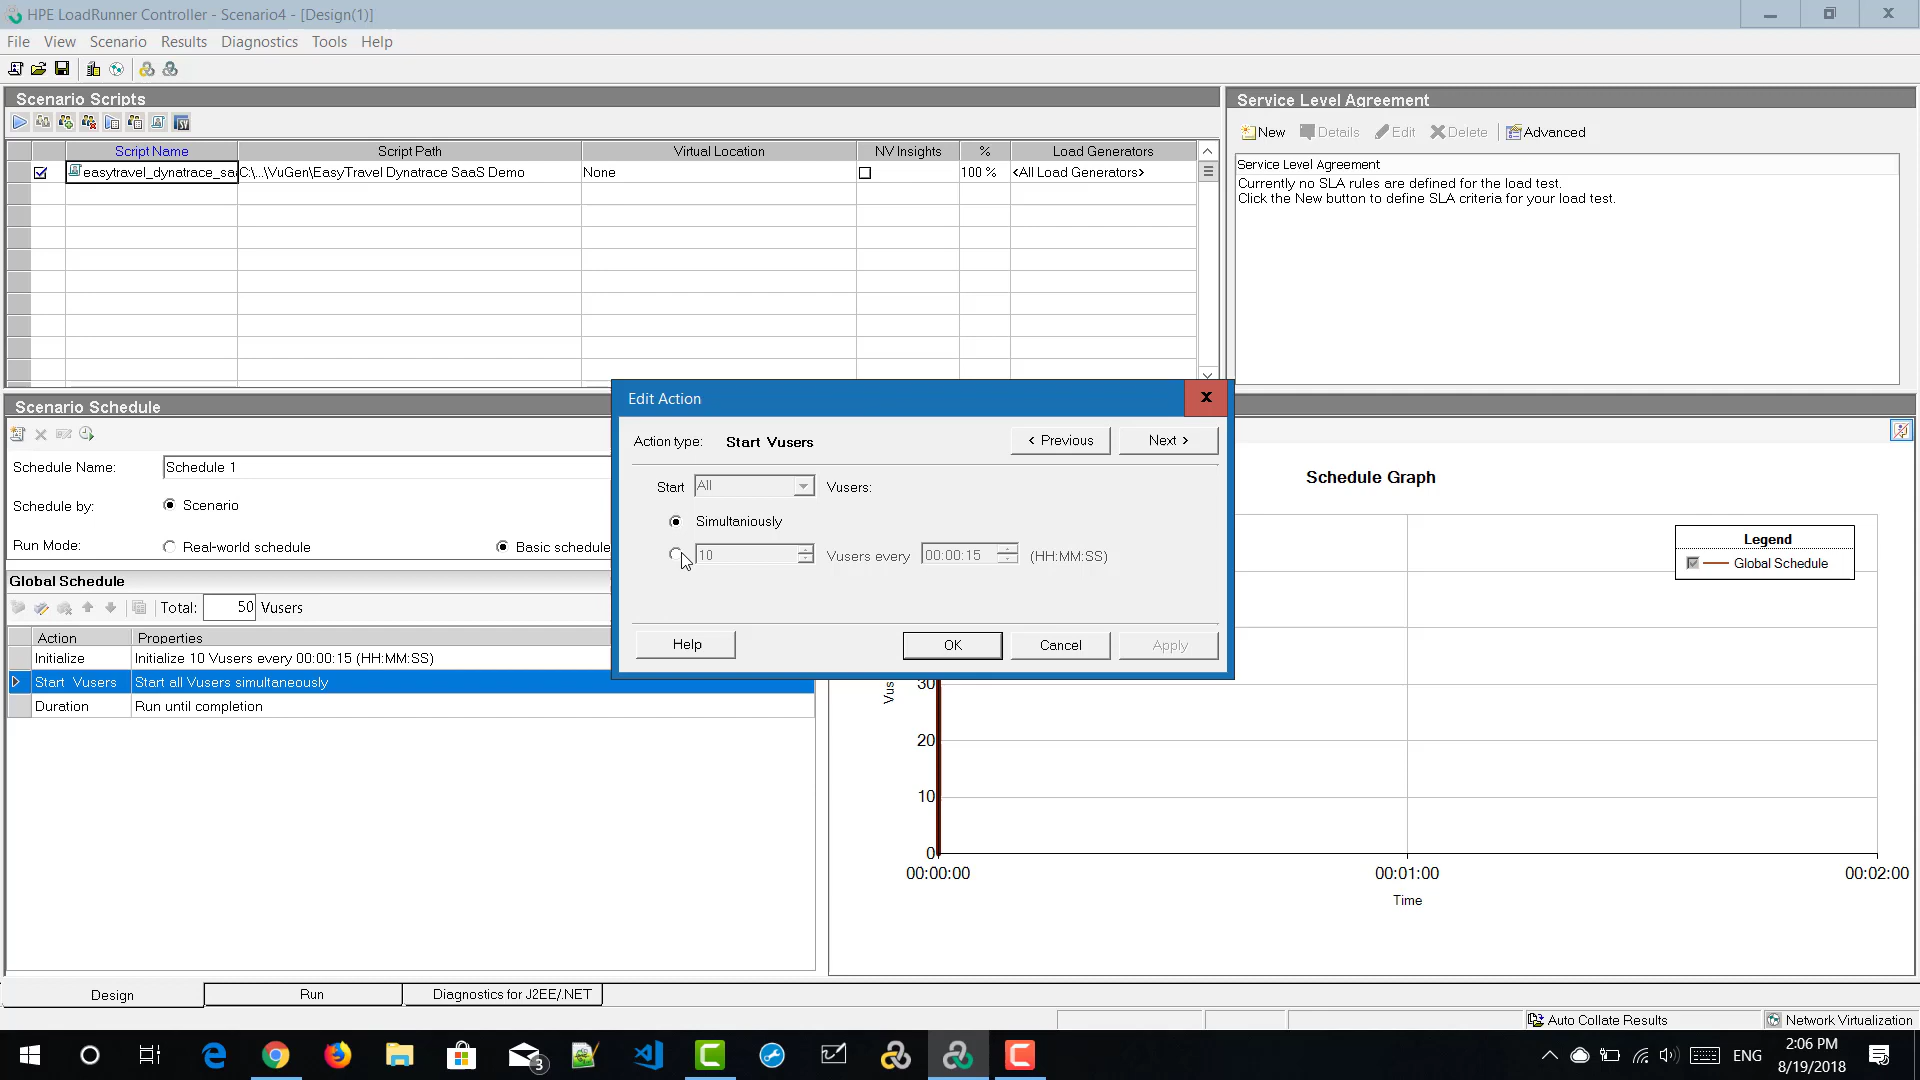 HPE LoadRunner Controller - Scenario4 - [Design(1)]
File View Scenario Results Diagnostics Tools Help
Scenario Scripts
Script Name Script Path Virtual Location NV Insights % Load Generators
easytravel_dynatrace_saa C:\...\VuGen\EasyTravel Dynatrace SaaS Demo None 100 % <All Load Generators>
Service Level Agreement
New Details Edit Delete Advanced
Service Level Agreement
Currently no SLA rules are defined for the load test.
Click the New button to define SLA criteria for your load test.
Scenario Schedule
Schedule Name: Schedule 1
Schedule by: Scenario
Run Mode: Real-world schedule Basic schedule
Global Schedule
Total: 50 Vusers
Action Properties
Initialize Initialize 10 Vusers every 00:00:15 (HH:MM:SS)
Start Vusers Start all Vusers simultaneously
Duration Run until completion
Edit Action
X
Action type: Start Vusers < Previous Next >
Start All Vusers:
Simultaniously
10 Vusers every 00:00:15 (HH:MM:SS)
Help OK Cancel Apply
Schedule Graph
Legend
Global Schedule
Vus
30
20
10
0
00:00:00 00:01:00 00:02:00
Time
Design Run Diagnostics for J2EE/.NET
Auto Collate Results Network Virtualization
3
ENG
2:06 PM
8/19/2018